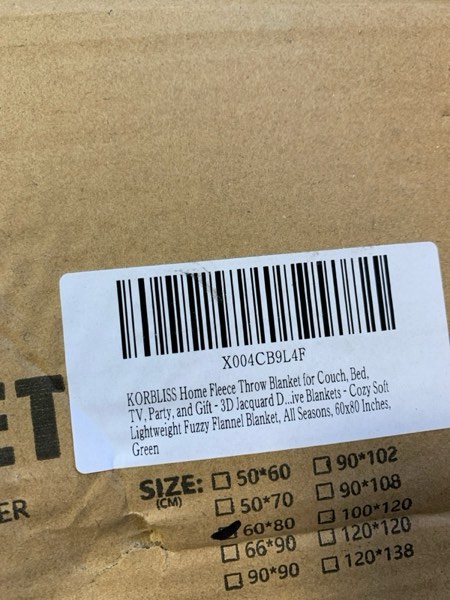 X004CB9L4F
KORBLISS Home Fleece Throw Blanket for Couch, Bed,
TV, Party, and Gift - 3D Jacquard D...ive Blankets - Cozy Soft
Lightweight Fuzzy Flannel Blanket, All Seasons, 60x80 Inches,
Green
ET
ER
SIZE:
(CM)
50*60
50*70
60*80
66*90
90*90
90*102
90*108
100*120
120*120
120*138